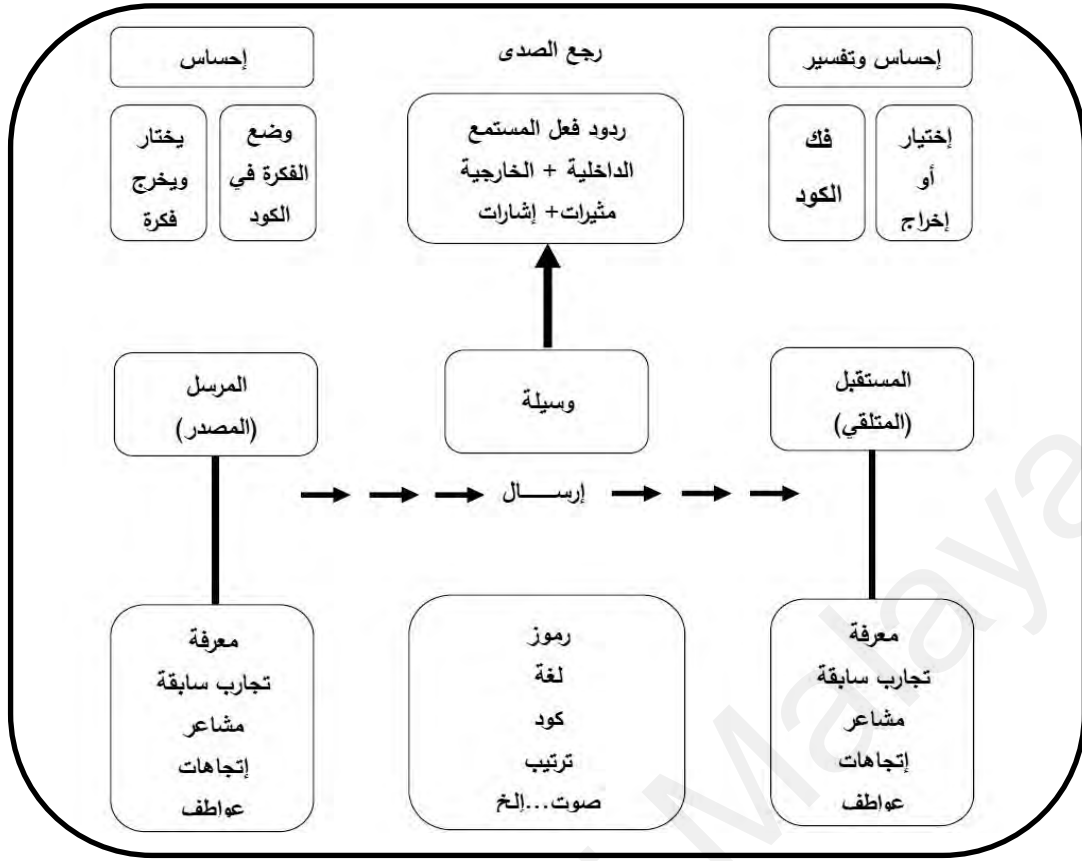 إحساس وتفسير
رجع الصدى
إحساس
إختيار
أو
إخراج
فك
الكود
ردود فعل المستمع
الداخلية + الخارجية
مثيرات+ إشارات
وضع
الفكرة في
الكود
يختار
ويخرج
فكرة
المستقبل
(المتلقي)
وسيلة
المرسل
(المصدر)
إرســـال
معرفة
تجارب سابقة
مشاعر
إتجاهات
عواطف
رموز
لغة
كود
ترتيب
صوت...إلخ
معرفة
تجارب سابقة
مشاعر
إتجاهات
عواطف
Malaya